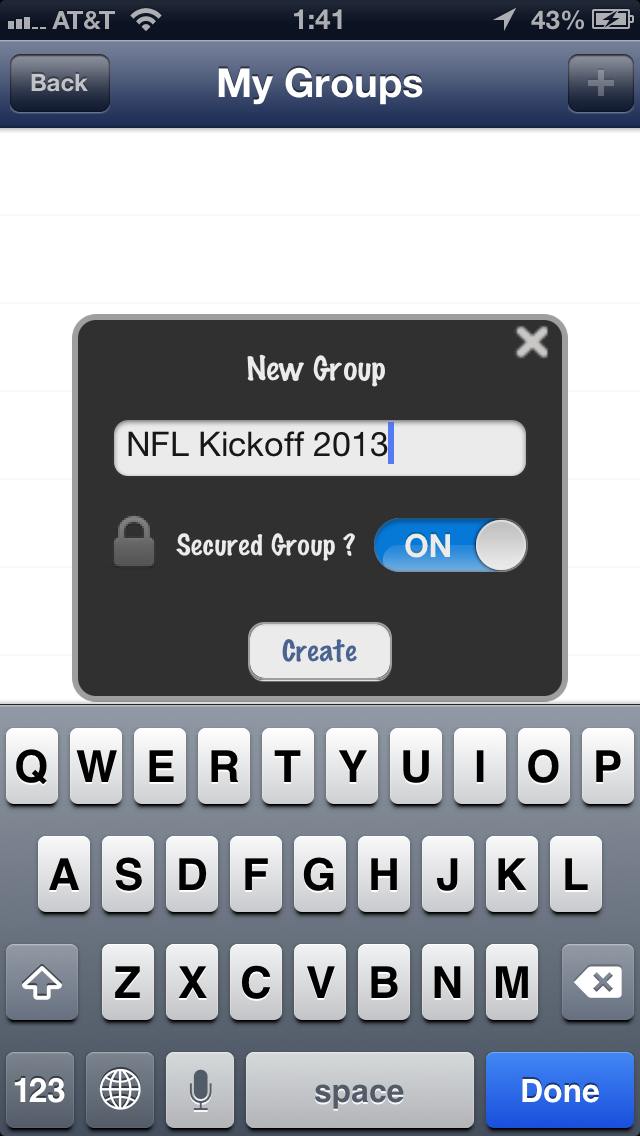 AT&T 1:41 43%
Back My Groups +
New Group
NFL Kickoff 2013
Secured Group ? ON
Create
Q W E R T Y U I O P
A S D F G H J K L
Z X C V B N M
123 space Done